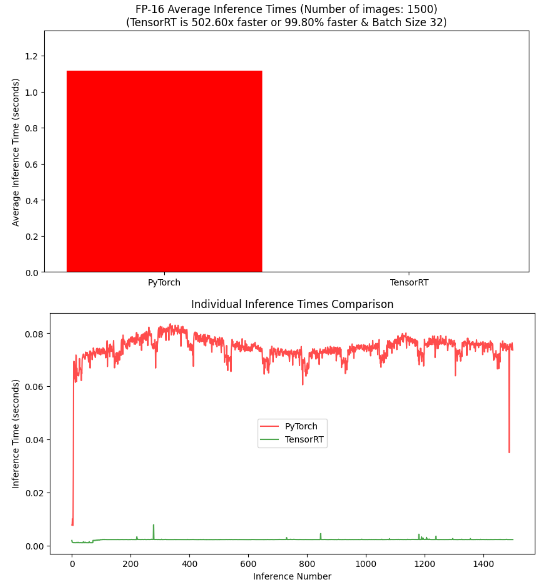 FP-16 Average Inference Times (Number of images: 1500)
(TensorRT is 502.60x faster or 99.80% faster & Batch Size 32)
Average Inference Time (seconds)
1.2
1.0
0.8
0.6
0.4
0.2
0.0
PyTorch
TensorRT
Individual Inference Times Comparison
Inference Time (seconds)
0.08
0.06
0.04
0.02
0.00
PyTorch
TensorRT
0
200
400
600
800
1000
1200
1400
Inference Number